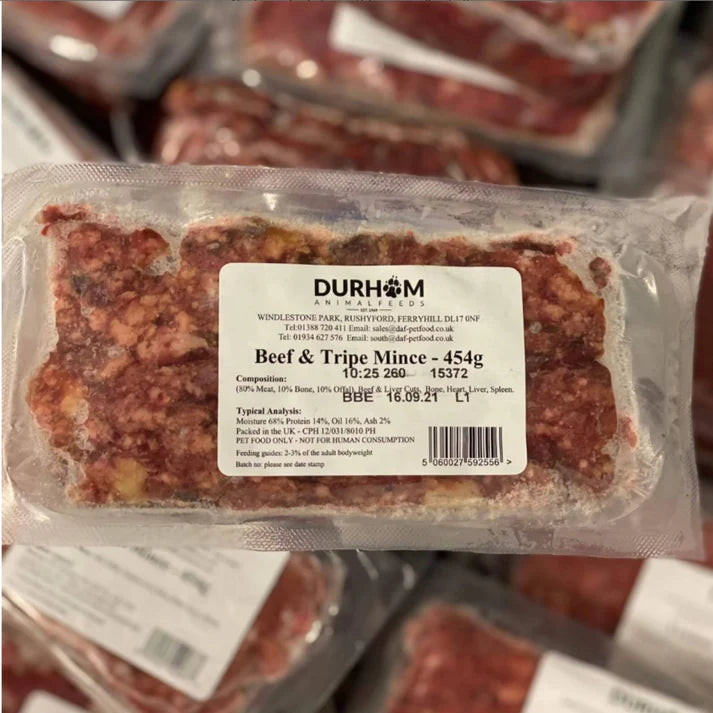 DURHAM
ANIMAL FEEDS
WINDLESTONE PARK, RUSHYFORD, FERRYHILL DL17 0NF
Tel:01388 720 411 Email: sales@daf-petfood.co.uk
Tel: 01934 627 576 Email: south@daf-petfood.co.uk
Beef & Tripe Mince - 454g
10:25 260 15372
Composition:
(80% Meat, 10% Bone, 10% Offal), Beef & Liver Cuts, Bone, Heart, Liver, Spleen.
BBE 16.09.21 L1
Typical Analysis:
Moisture 68% Protein 14%, Oil 16%, Ash 2%
Packed in the UK - CPH 12/031/8010 PH
PET FOOD ONLY - NOT FOR HUMAN CONSUMPTION
Feeding guides: 2-3% of the adult bodyweight
Batch no: please see date stamp
5 060027 592556 >
- 454g